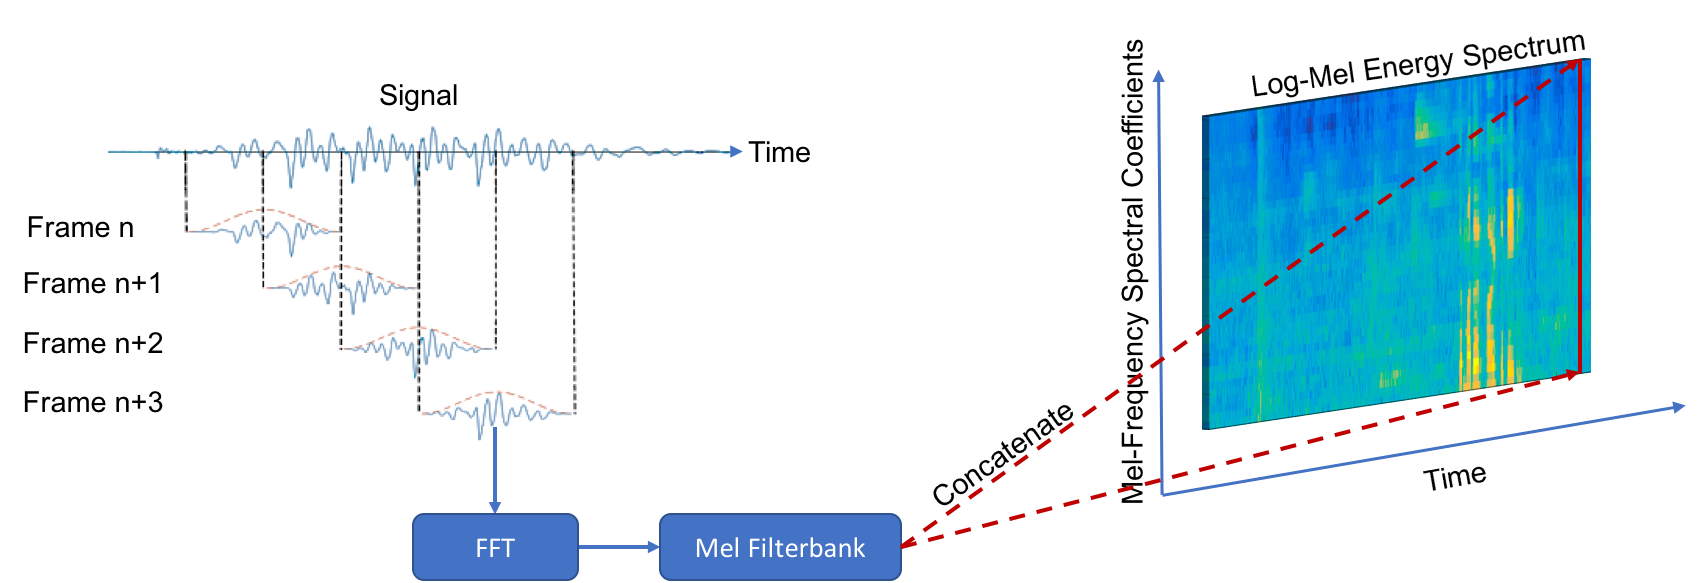 Signal
Time
Frame n
Frame n+1
Frame n+2
Frame n+3
FFT
Mel Filterbank
Concatenate
Mel-Frequency Spectral Coefficients
Log-Mel Energy Spectrum
Time